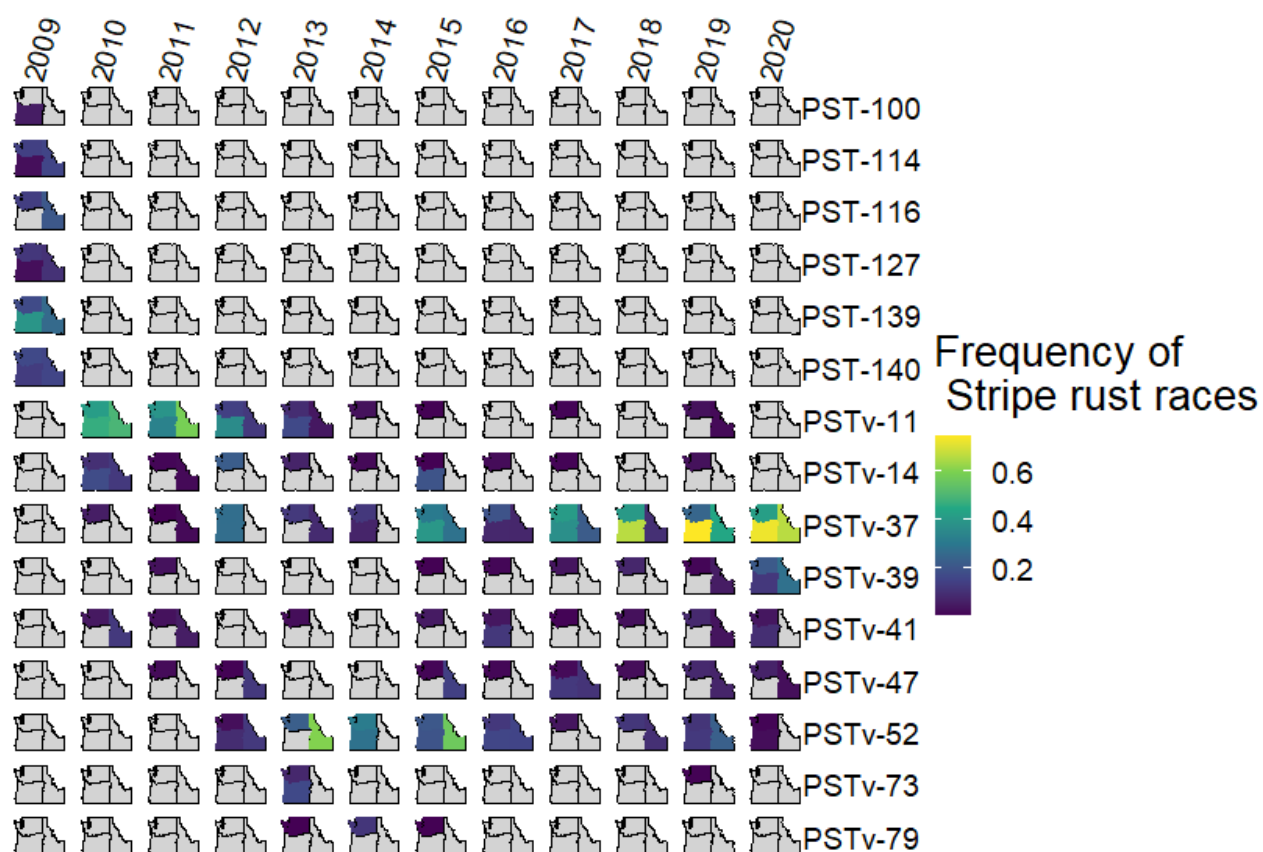 2009 2010 2011 2012 2013 2014 2015 2016 2017 2018 2019 2020
PST-100
PST-114
PST-116
PST-127
PST-139
PST-140
PSTv-11
PSTv-14
PSTv-37
PSTv-39
PSTv-41
PSTv-47
PSTv-52
PSTv-73
PSTv-79
Frequency of
Stripe rust races
0.6
0.4
0.2